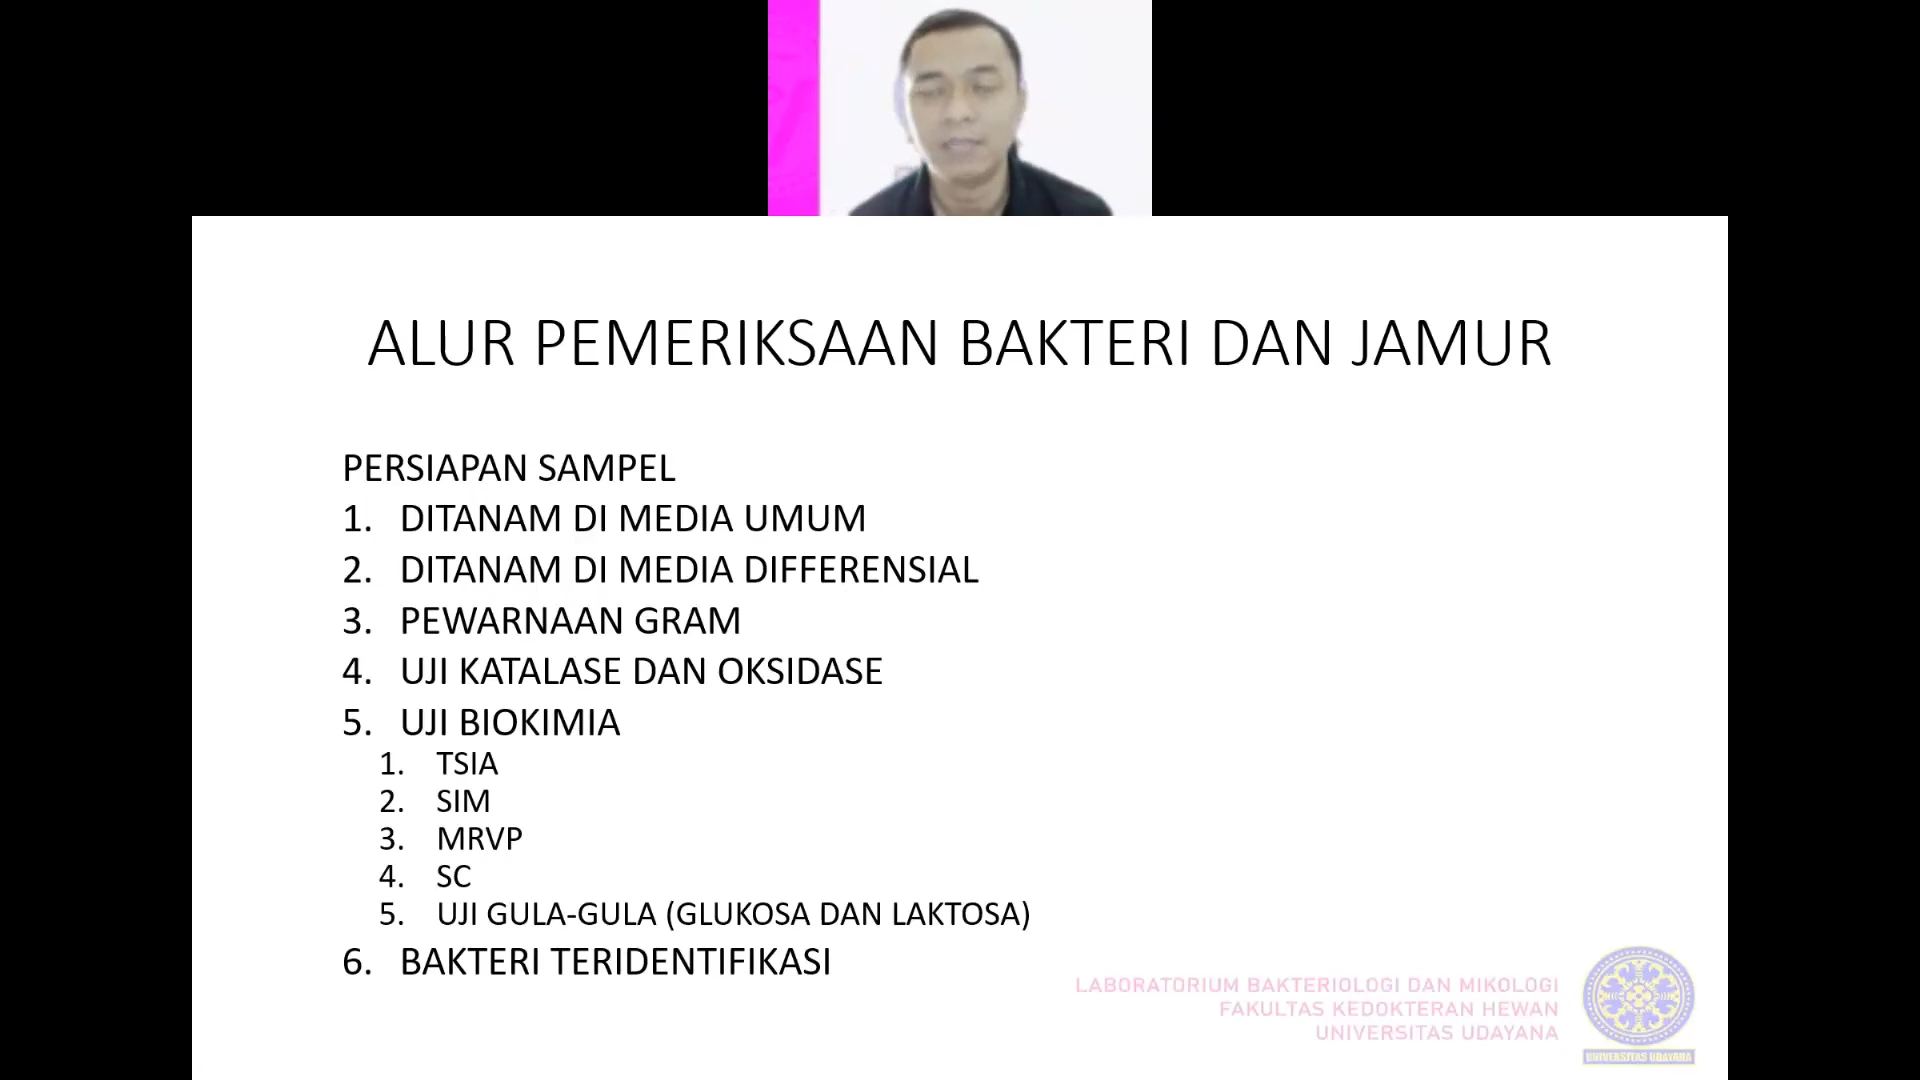 ALUR PEMERIKSAAN BAKTERI DAN JAMUR
PERSIAPAN SAMPEL
1. DITANAM DI MEDIA UMUM
2. DITANAM DI MEDIA DIFFERENSIAL
3. PEWARNAAN GRAM
4. UJI KATALASE DAN OKSIDASE
5. UJI BIOKIMIA
1. TSIA
2. SIM
3. MRVP
4. SC
5. UJI GULA-GULA (GLUKOSA DAN LAKTOSA)
6. BAKTERI TERIDENTIFIKASI
LABORATORIUM BAKTERIOLOGI DAN MIKOLOGI
FAKULTAS KEDOKTERAN HEWAN
UNIVERSITAS UDAYANA
UNIVERSITAS UDAYANA